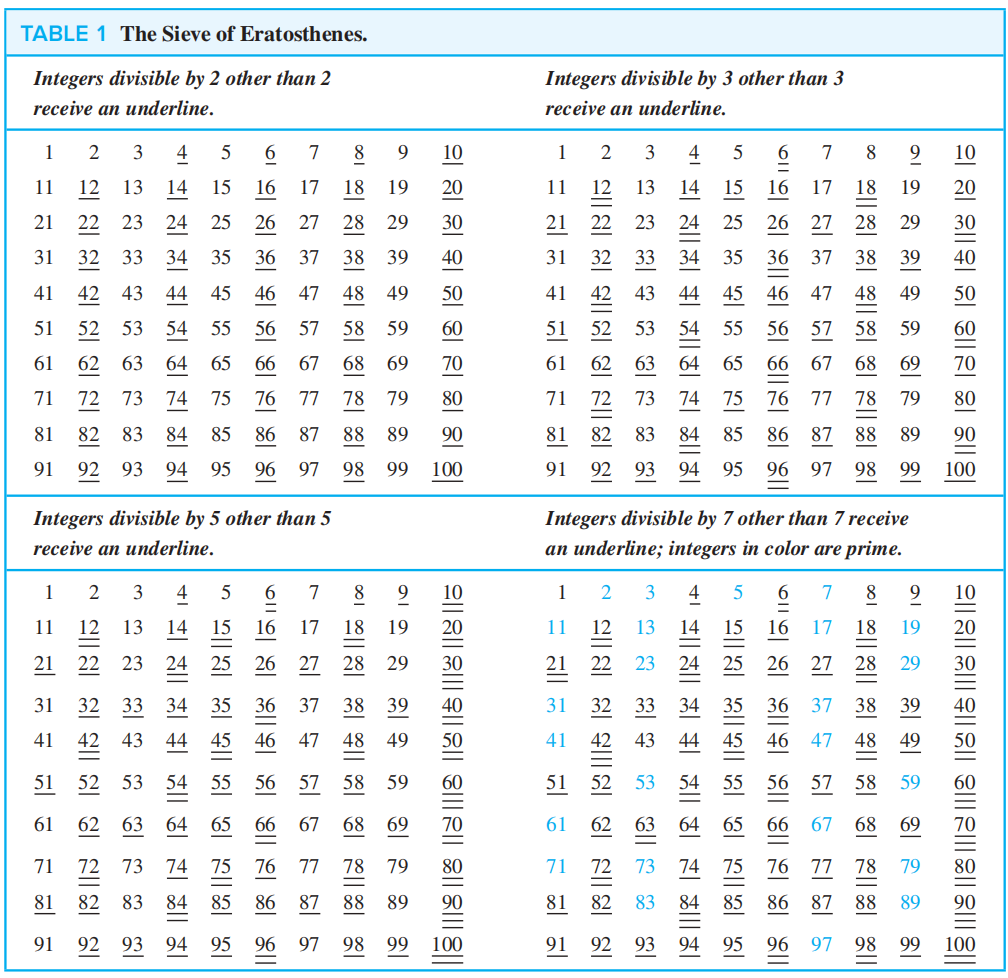 TABLE 1 The Sieve of Eratosthenes.
Integers divisible by 2 other than 2
receive an underline.
1 2 3 4 5 6 7 8 9 10
11 12 13 14 15 16 17 18 19 20
21 22 23 24 25 26 27 28 29 30
31 32 33 34 35 36 37 38 39 40
41 42 43 44 45 46 47 48 49 50
51 52 53 54 55 56 57 58 59 60
61 62 63 64 65 66 67 68 69 70
71 72 73 74 75 76 77 78 79 80
81 82 83 84 85 86 87 88 89 90
91 92 93 94 95 96 97 98 99 100
Integers divisible by 3 other than 3
receive an underline.
1 2 3 4 5 6 7 8 9 10
11 12 13 14 15 16 17 18 19 20
21 22 23 24 25 26 27 28 29 30
31 32 33 34 35 36 37 38 39 40
41 42 43 44 45 46 47 48 49 50
51 52 53 54 55 56 57 58 59 60
61 62 63 64 65 66 67 68 69 70
71 72 73 74 75 76 77 78 79 80
81 82 83 84 85 86 87 88 89 90
91 92 93 94 95 96 97 98 99 100
Integers divisible by 5 other than 5
receive an underline.
1 2 3 4 5 6 7 8 9 10
11 12 13 14 15 16 17 18 19 20
21 22 23 24 25 26 27 28 29 30
31 32 33 34 35 36 37 38 39 40
41 42 43 44 45 46 47 48 49 50
51 52 53 54 55 56 57 58 59 60
61 62 63 64 65 66 67 68 69 70
71 72 73 74 75 76 77 78 79 80
81 82 83 84 85 86 87 88 89 90
91 92 93 94 95 96 97 98 99 100
Integers divisible by 7 other than 7 receive
an underline; integers in color are prime.
1 2 3 4 5 6 7 8 9 10
11 12 13 14 15 16 17 18 19 20
21 22 23 24 25 26 27 28 29 30
31 32 33 34 35 36 37 38 39 40
41 42 43 44 45 46 47 48 49 50
51 52 53 54 55 56 57 58 59 60
61 62 63 64 65 66 67 68 69 70
71 72 73 74 75 76 77 78 79 80
81 82 83 84 85 86 87 88 89 90
91 92 93 94 95 96 97 98 99 100